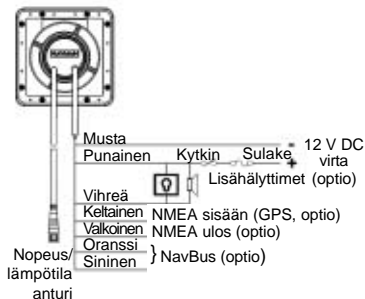 Musta
Punainen Kytkin Sulake
- 12 V DC
+ virta
Lisähälyttimet (optio)
Vihreä
Keltainen NMEA sisään (GPS, optio)
Valkoinen NMEA ulos (optio)
Oranssi
Sininen } NavBus (optio)
Nopeus/
lämpötila
anturi